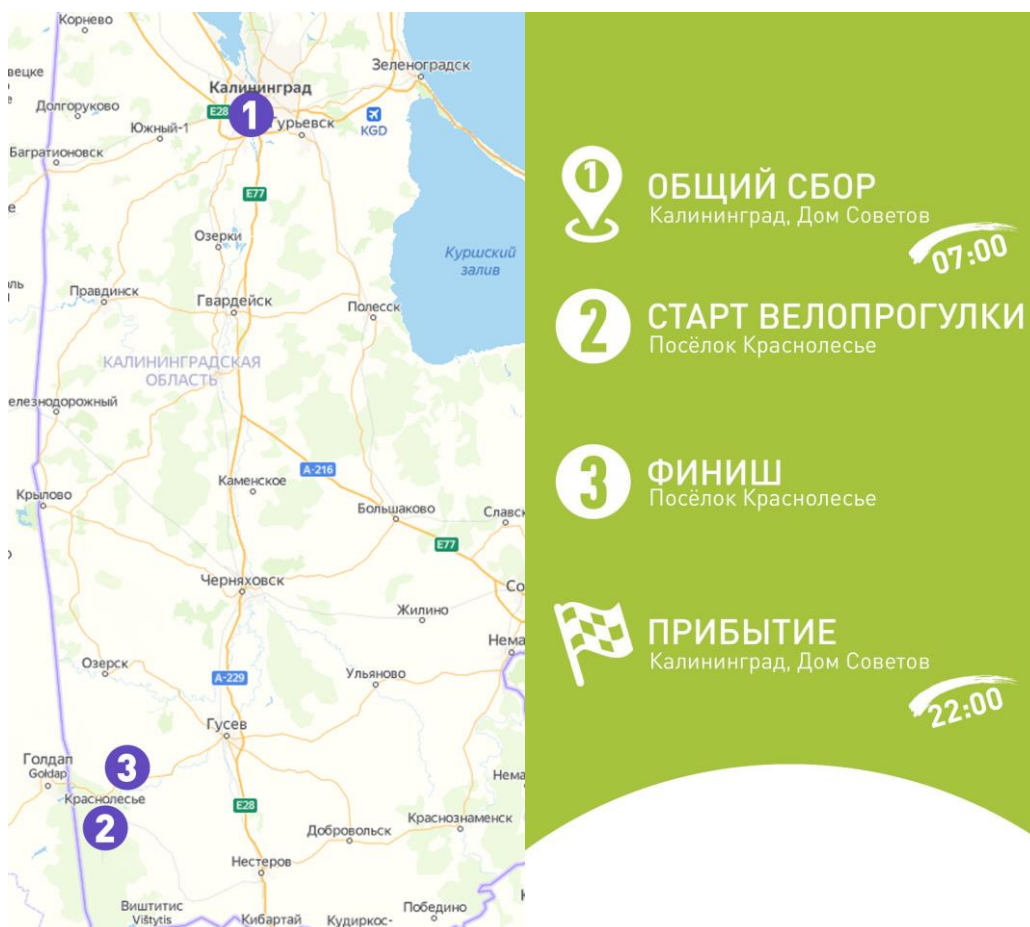 Корнево
Зеленоградск
вецке
Калининград
Долгоруково
E28
1
Гурьевск
KGD
Южный-1
Багратионовск
E77
Озерки
Куршский
залив
Правдинск
Гвардейск
Полесск
КАЛИНИНГРАДСКАЯ
ОБЛАСТЬ
елезнодорожный
А-216
Каменское
Крылово
Большаково
Славск
E77
Черняховск
Жилино
Нема
Озерск
А-229
Ульяново
Гусев
Голдап
Gołdap
3
Нема
Краснолесье
2
E28
Краснознаменск
Добровольск
Нестеров
Виштитис
Vištytis
Победино
Кибартай
Кудиркос-
1
ОБЩИЙ СБОР
Калининград, Дом Советов
07:00
2
СТАРТ ВЕЛОПРОГУЛКИ
Посёлок Краснолесье
3
ФИНИШ
Посёлок Краснолесье
ПРИБЫТИЕ
Калининград, Дом Советов
22:00